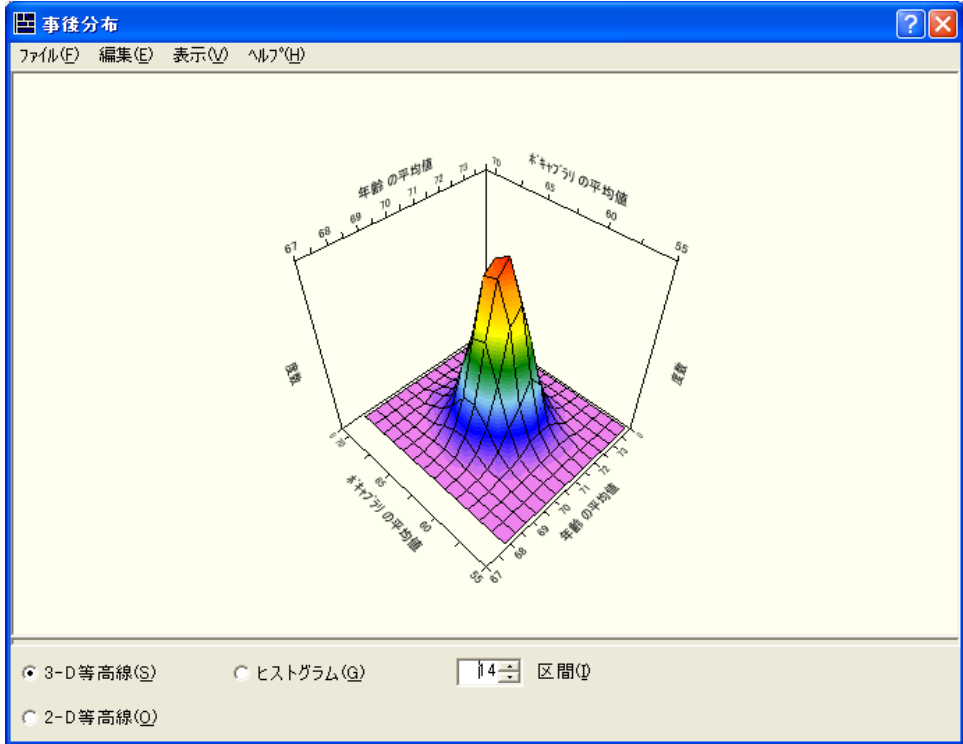 事後分布
ファイル(F) 編集(E) 表示(V) ヘルプ(H)
年齢 の平均値
67 68 69 70 71 72 73
ボキャブラリ の平均値
70 65 60 55
度数
度数
0 70 65 60 55
ボキャブラリ の平均値
67 68 69 70 71 72 73 0
年齢 の平均値
3-D等高線(S) ヒストグラム(G) 14 区間(I)
2-D等高線(O)